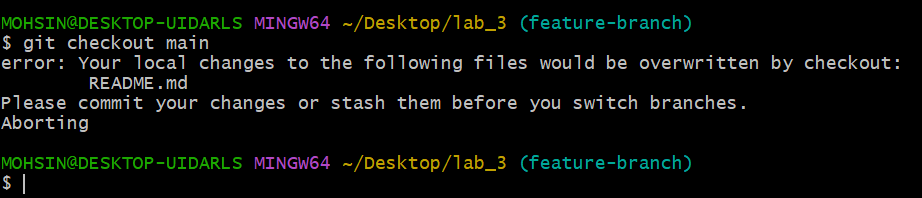 MOHSIN@DESKTOP-UIDARLS MINGW64 ~/Desktop/lab_3 (feature-branch)
$ git checkout main
error: Your local changes to the following files would be overwritten by checkout:
        README.md
Please commit your changes or stash them before you switch branches.
Aborting
MOHSIN@DESKTOP-UIDARLS MINGW64 ~/Desktop/lab_3 (feature-branch)
$